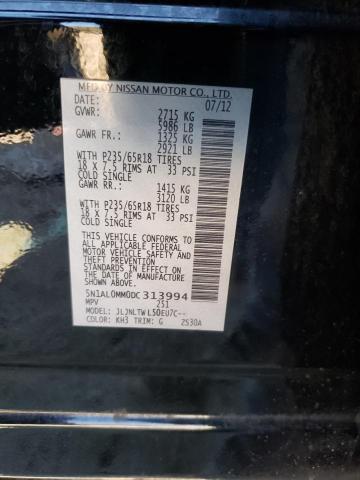 MFD BY NISSAN MOTOR CO., LTD.
DATE: 07/12
GVWR: 2715 KG
5986 LB
GAWR FR.: 1325 KG
2921 LB
WITH P235/65R18 TIRES
18 X 7.5 RIMS AT 33 PSI
COLD SINGLE
GAWR RR.: 1415 KG
3120 LB
WITH P235/65R18 TIRES
18 X 7.5 RIMS AT 33 PSI
COLD SINGLE
THIS VEHICLE CONFORMS TO
ALL APPLICABLE FEDERAL
MOTOR VEHICLE SAFETY AND
THEFT PREVENTION
STANDARDS IN EFFECT ON
THE DATE OF MANUFACTURE
SHOWN ABOVE.
5N1AL0MM0DC313994
MPV 2S1
MODEL: JLJNLTWL50EU7C--
COLOR: KH3 TRIM: G 2S30A